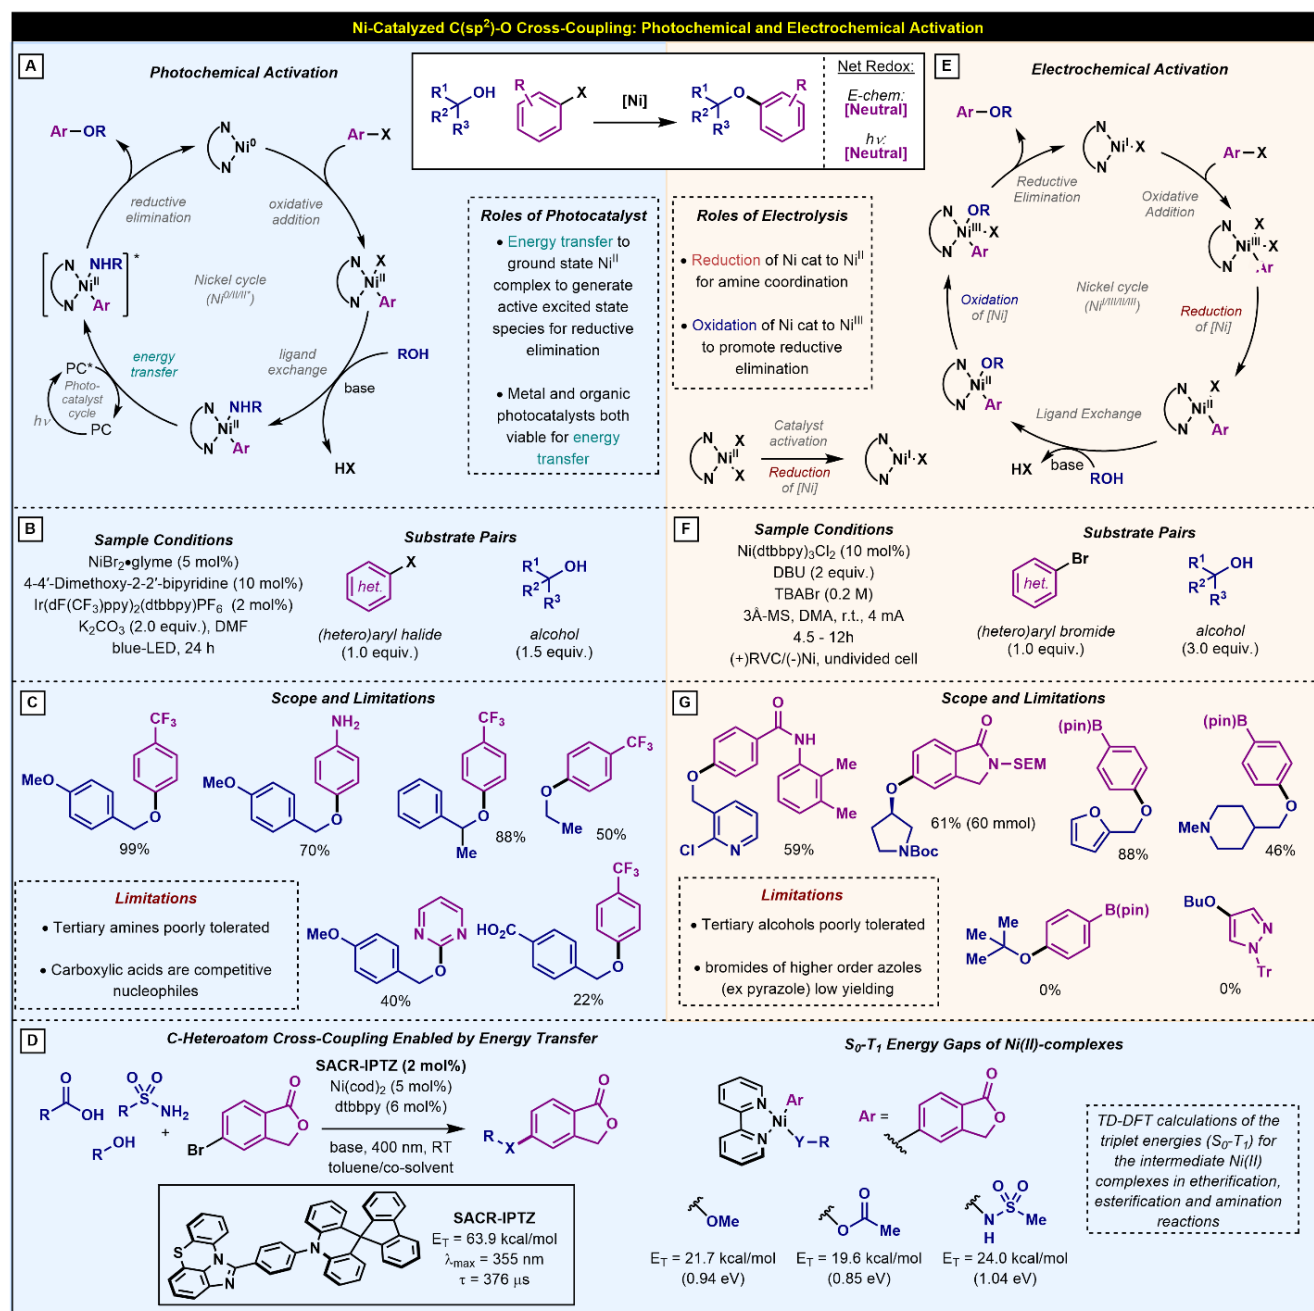 Ni-Catalyzed C(sp²)-O Cross-Coupling: Photochemical and Electrochemical Activation
A
Photochemical Activation
Ar—OR
N
N
Ni⁰
Ar—X
reductive
elimination
oxidative
addition
N
N
NHR
Niᴵᴵ
Ar
*
Nickel cycle
(Ni⁰/ᴵᴵ/ᴵᴵ*)
N
N
X
Niᴵᴵ
Ar
energy
transfer
ligand
exchange
ROH
base
PC*
Photo-
catalyst
cycle
hν
PC
N
N
NHR
Niᴵᴵ
Ar
HX
R¹
R²
R³
OH
R
X
[Ni]
R¹
R²
R³
O
R
Net Redox:
E-chem:
[Neutral]
hν:
[Neutral]
Roles of Photocatalyst
• Energy transfer to
ground state Niᴵᴵ
complex to generate
active excited state
species for reductive
elimination
• Metal and organic
photocatalysts both
viable for energy
transfer
Roles of Electrolysis
• Reduction of Ni cat to Niᴵᴵ
for amine coordination
• Oxidation of Ni cat to Niᴵᴵᴵ
to promote reductive
elimination
N
N
X
Niᴵᴵ
X
Catalyst
activation
Reduction
of [Ni]
N
N
Niᴵ·X
E
Electrochemical Activation
Ar—OR
N
N
Niᴵ·X
Ar—X
Reductive
Elimination
Oxidative
Addition
N
N
OR
Niᴵᴵᴵ·X
Ar
N
N
X
Niᴵᴵᴵ·X
Ar
Nickel cycle
(Niᴵ/ᴵᴵᴵ/ᴵᴵ/ᴵᴵᴵ)
Oxidation
of [Ni]
Reduction
of [Ni]
N
N
OR
Niᴵᴵ
Ar
N
N
X
Niᴵᴵ
Ar
Ligand Exchange
HX
base
ROH
B
Sample Conditions
NiBr₂•glyme (5 mol%)
4-4′-Dimethoxy-2-2′-bipyridine (10 mol%)
Ir(dF(CF₃)ppy)₂(dtbbpy)PF₆ (2 mol%)
K₂CO₃ (2.0 equiv.), DMF
blue-LED, 24 h
Substrate Pairs
het.
X
(hetero)aryl halide
(1.0 equiv.)
R¹
R²
R³
OH
alcohol
(1.5 equiv.)
F
Sample Conditions
Ni(dtbbpy)₃Cl₂ (10 mol%)
DBU (2 equiv.)
TBABr (0.2 M)
3Å-MS, DMA, r.t., 4 mA
4.5 - 12h
(+)RVC/(-)Ni, undivided cell
Substrate Pairs
het.
Br
(hetero)aryl bromide
(1.0 equiv.)
R¹
R²
R³
OH
alcohol
(3.0 equiv.)
C
Scope and Limitations
CF₃
MeO
O
99%
NH₂
MeO
O
70%
CF₃
O
Me
88%
CF₃
O
Me
50%
Limitations
• Tertiary amines poorly tolerated
• Carboxylic acids are competitive
nucleophiles
MeO
N
N
O
40%
CF₃
HO₂C
O
22%
G
Scope and Limitations
O
NH
Me
Me
O
Cl
N
59%
O
N—SEM
O
NBoc
61% (60 mmol)
(pin)B
O
O
88%
(pin)B
O
MeN
46%
Limitations
• Tertiary alcohols poorly tolerated
• bromides of higher order azoles
(ex pyrazole) low yielding
Me
Me
Me
O
B(pin)
0%
BuO
N
N
Tr
0%
D
C-Heteroatom Cross-Coupling Enabled by Energy Transfer
O
R
OH
O
O
S
R
NH₂
R
OH
+
Br
O
O
SACR-IPTZ (2 mol%)
Ni(cod)₂ (5 mol%)
dtbbpy (6 mol%)
base, 400 nm, RT
toluene/co-solvent
R
X
O
O
S
N
N
N
SACR-IPTZ
E_T = 63.9 kcal/mol
λ_max = 355 nm
τ = 376 μs
S₀-T₁ Energy Gaps of Ni(II)-complexes
N
N
Ar
Ni
Y—R
Ar =
O
O
TD-DFT calculations of the
triplet energies (S₀-T₁) for
the intermediate Ni(II)
complexes in etherification,
esterification and amination
reactions
OMe
E_T = 21.7 kcal/mol
(0.94 eV)
O
O
Me
E_T = 19.6 kcal/mol
(0.85 eV)
O
O
N
H
S
Me
E_T = 24.0 kcal/mol
(1.04 eV)